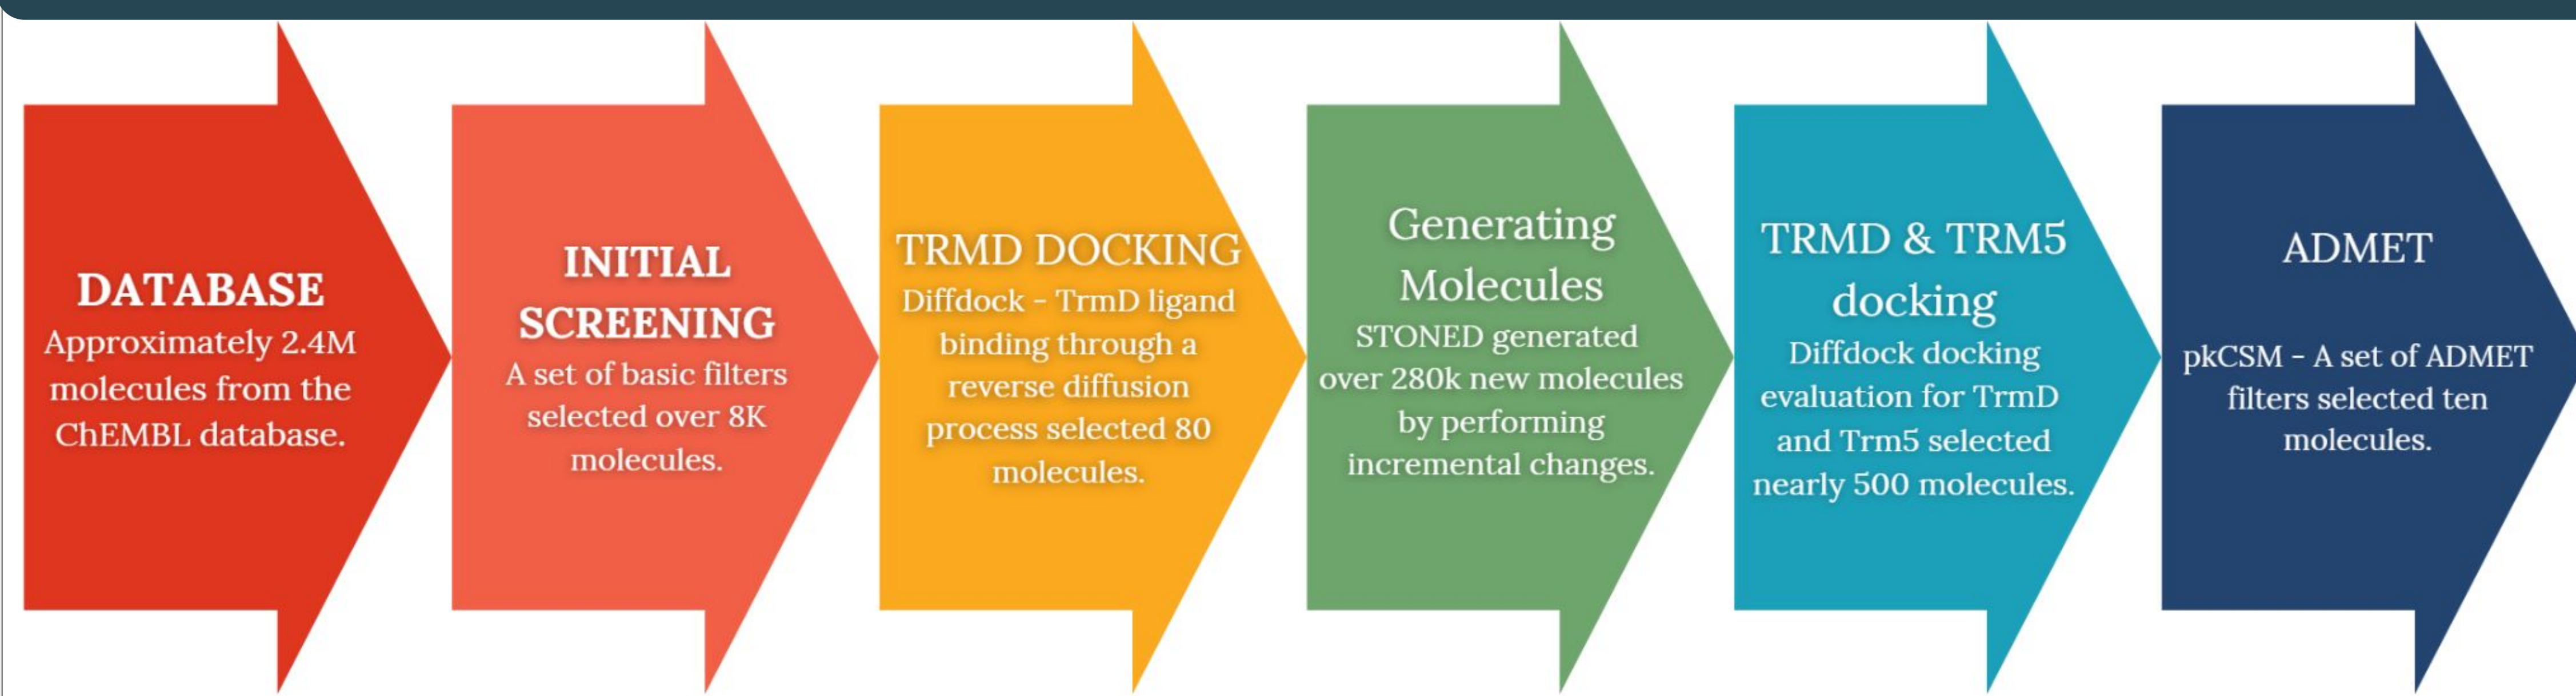 DATABASE
Approximately 2.4M
molecules from the
ChEMBL database.
INITIAL
SCREENING
A set of basic filters
selected over 8K
molecules.
TRMD DOCKING
Diffdock - TrmD ligand
binding through a
reverse diffusion
process selected 80
molecules.
Generating
Molecules
STONED generated
over 280k new molecules
by performing
incremental changes.
TRMD & TRM5
docking
Diffdock docking
evaluation for TrmD
and Trm5 selected
nearly 500 molecules.
ADMET
pkCSM - A set of ADMET
filters selected ten
molecules.